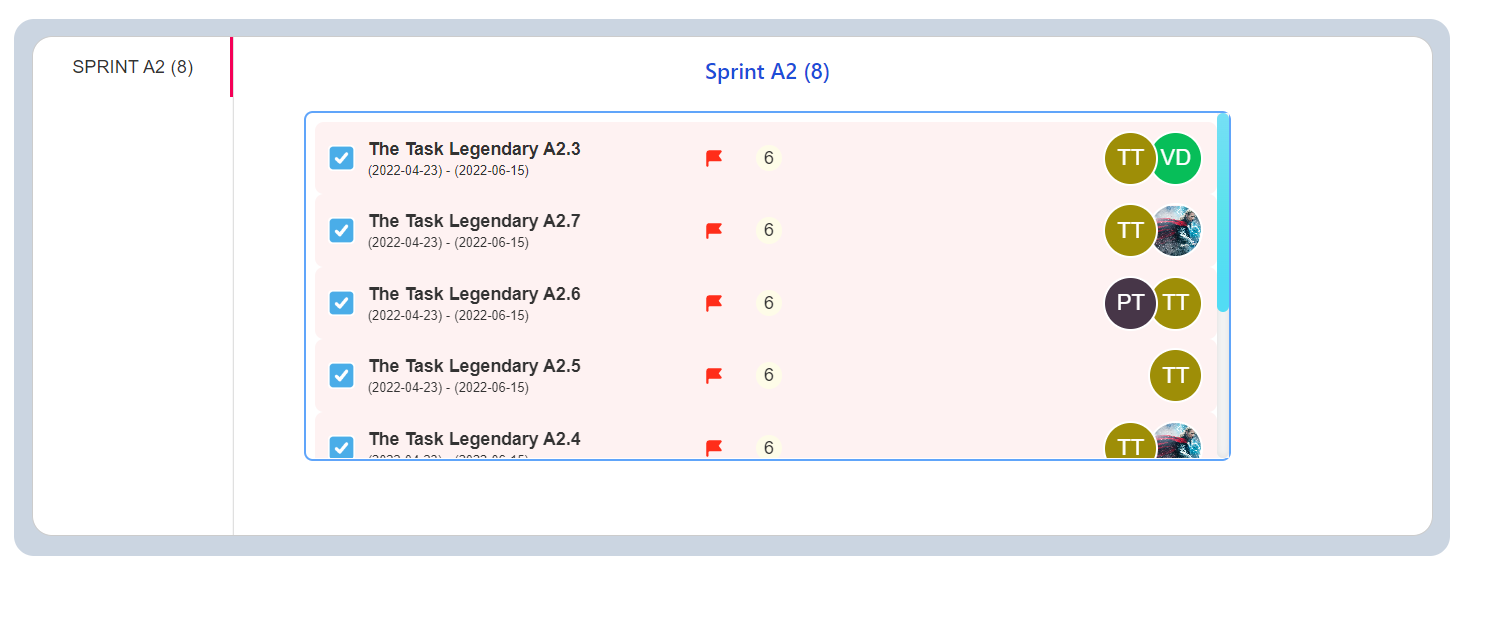 SPRINT A2 (8)
Sprint A2 (8)
The Task Legendary A2.3
(2022-04-23) - (2022-06-15)
6
TT
VD
The Task Legendary A2.7
(2022-04-23) - (2022-06-15)
6
TT
The Task Legendary A2.6
(2022-04-23) - (2022-06-15)
6
PT
TT
The Task Legendary A2.5
(2022-04-23) - (2022-06-15)
6
TT
The Task Legendary A2.4
6
TT